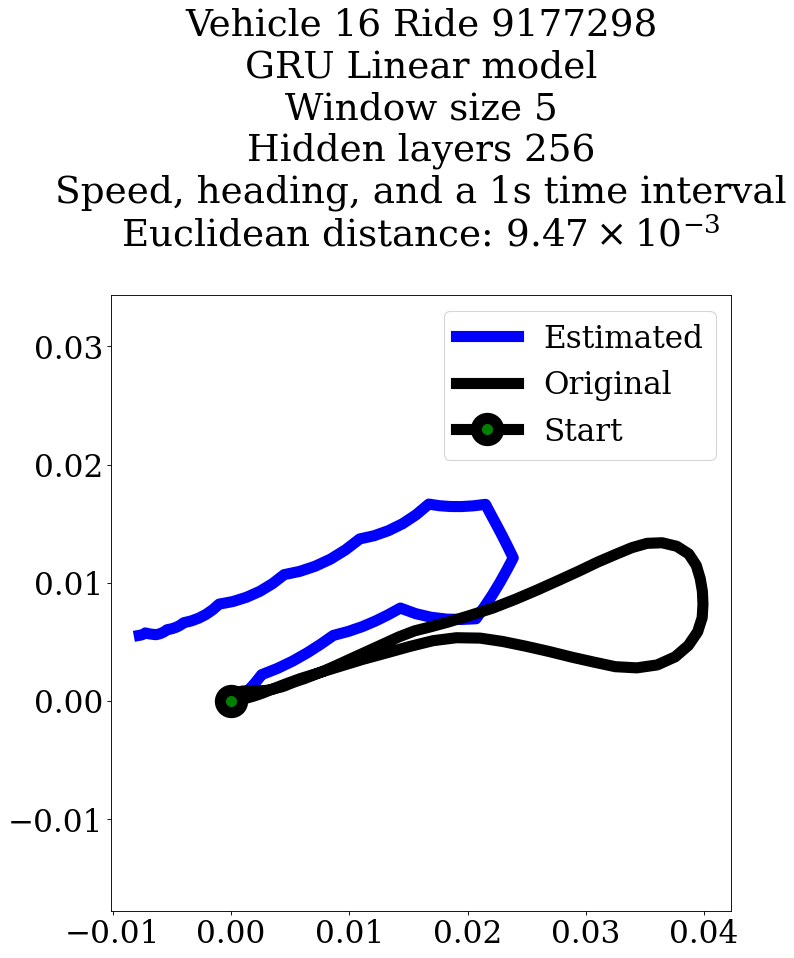 Vehicle 16 Ride 9177298
GRU Linear model
Window size 5
Hidden layers 256
Speed, heading, and a 1s time interval
Euclidean distance: 9.47 × 10⁻³
Estimated
Original
Start
0.03
0.02
0.01
0.00
−0.01
−0.01 0.00 0.01 0.02 0.03 0.04